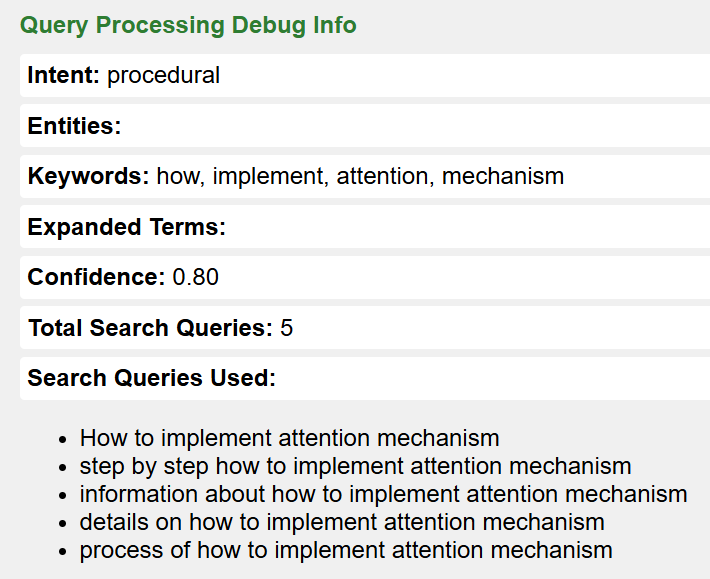 Query Processing Debug Info
Intent: procedural
Entities:
Keywords: how, implement, attention, mechanism
Expanded Terms:
Confidence: 0.80
Total Search Queries: 5
Search Queries Used:
• How to implement attention mechanism
• step by step how to implement attention mechanism
• information about how to implement attention mechanism
• details on how to implement attention mechanism
• process of how to implement attention mechanism